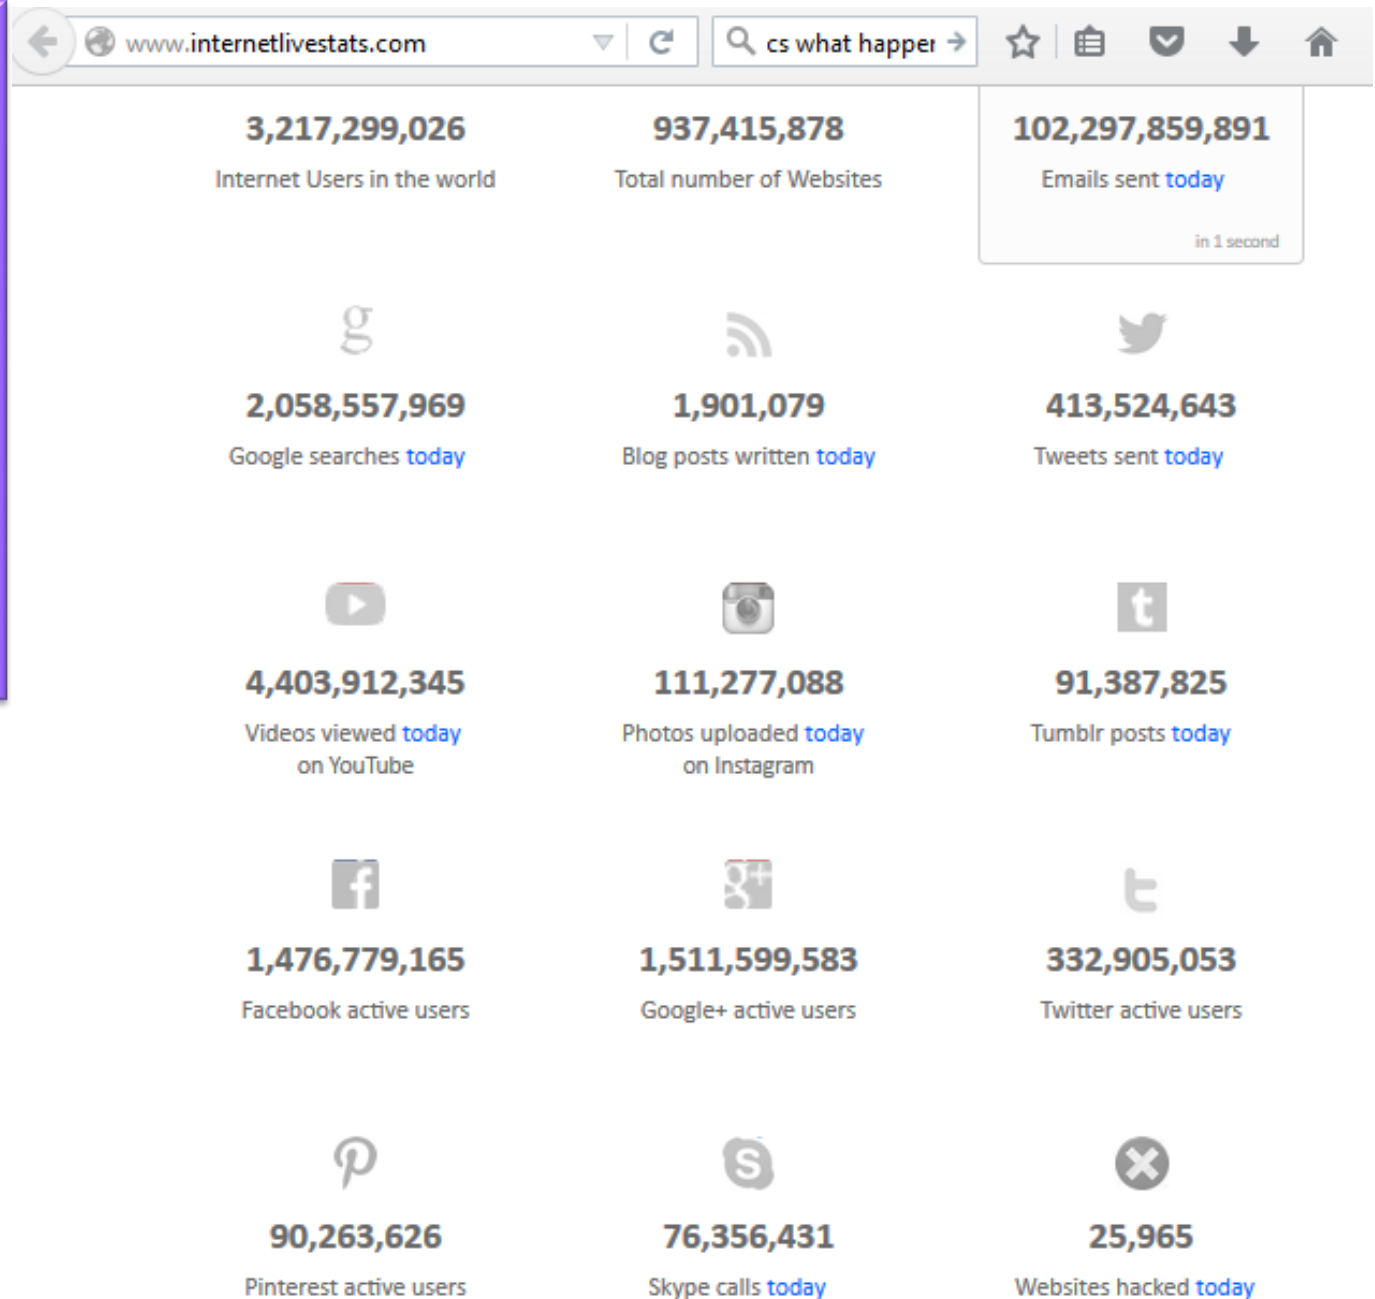 www.internetlivestats.com
cs what happer
3,217,299,026
Internet Users in the world
937,415,878
Total number of Websites
102,297,859,891
Emails sent today
in 1 second
g
2,058,557,969
Google searches today
1,901,079
Blog posts written today
413,524,643
Tweets sent today
4,403,912,345
Videos viewed today
on YouTube
111,277,088
Photos uploaded today
on Instagram
t
91,387,825
Tumblr posts today
f
1,476,779,165
Facebook active users
g+
1,511,599,583
Google+ active users
t
332,905,053
Twitter active users
90,263,626
Pinterest active users
S
76,356,431
Skype calls today
25,965
Websites hacked today